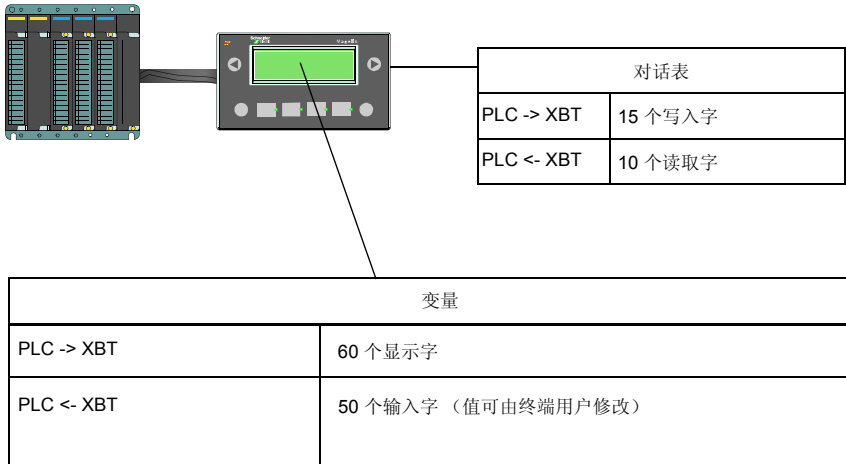 Schneider
Magelis
对话表
PLC -> XBT
15 个写入字
PLC <- XBT
10 个读取字
变量
PLC -> XBT
60 个显示字
PLC <- XBT
50 个输入字 （值可由终端用户修改）